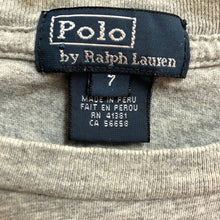 Polo
by Ralph Lauren
7
MADE IN PERU
FAIT EN PEROU
RN 41381
CA 56658